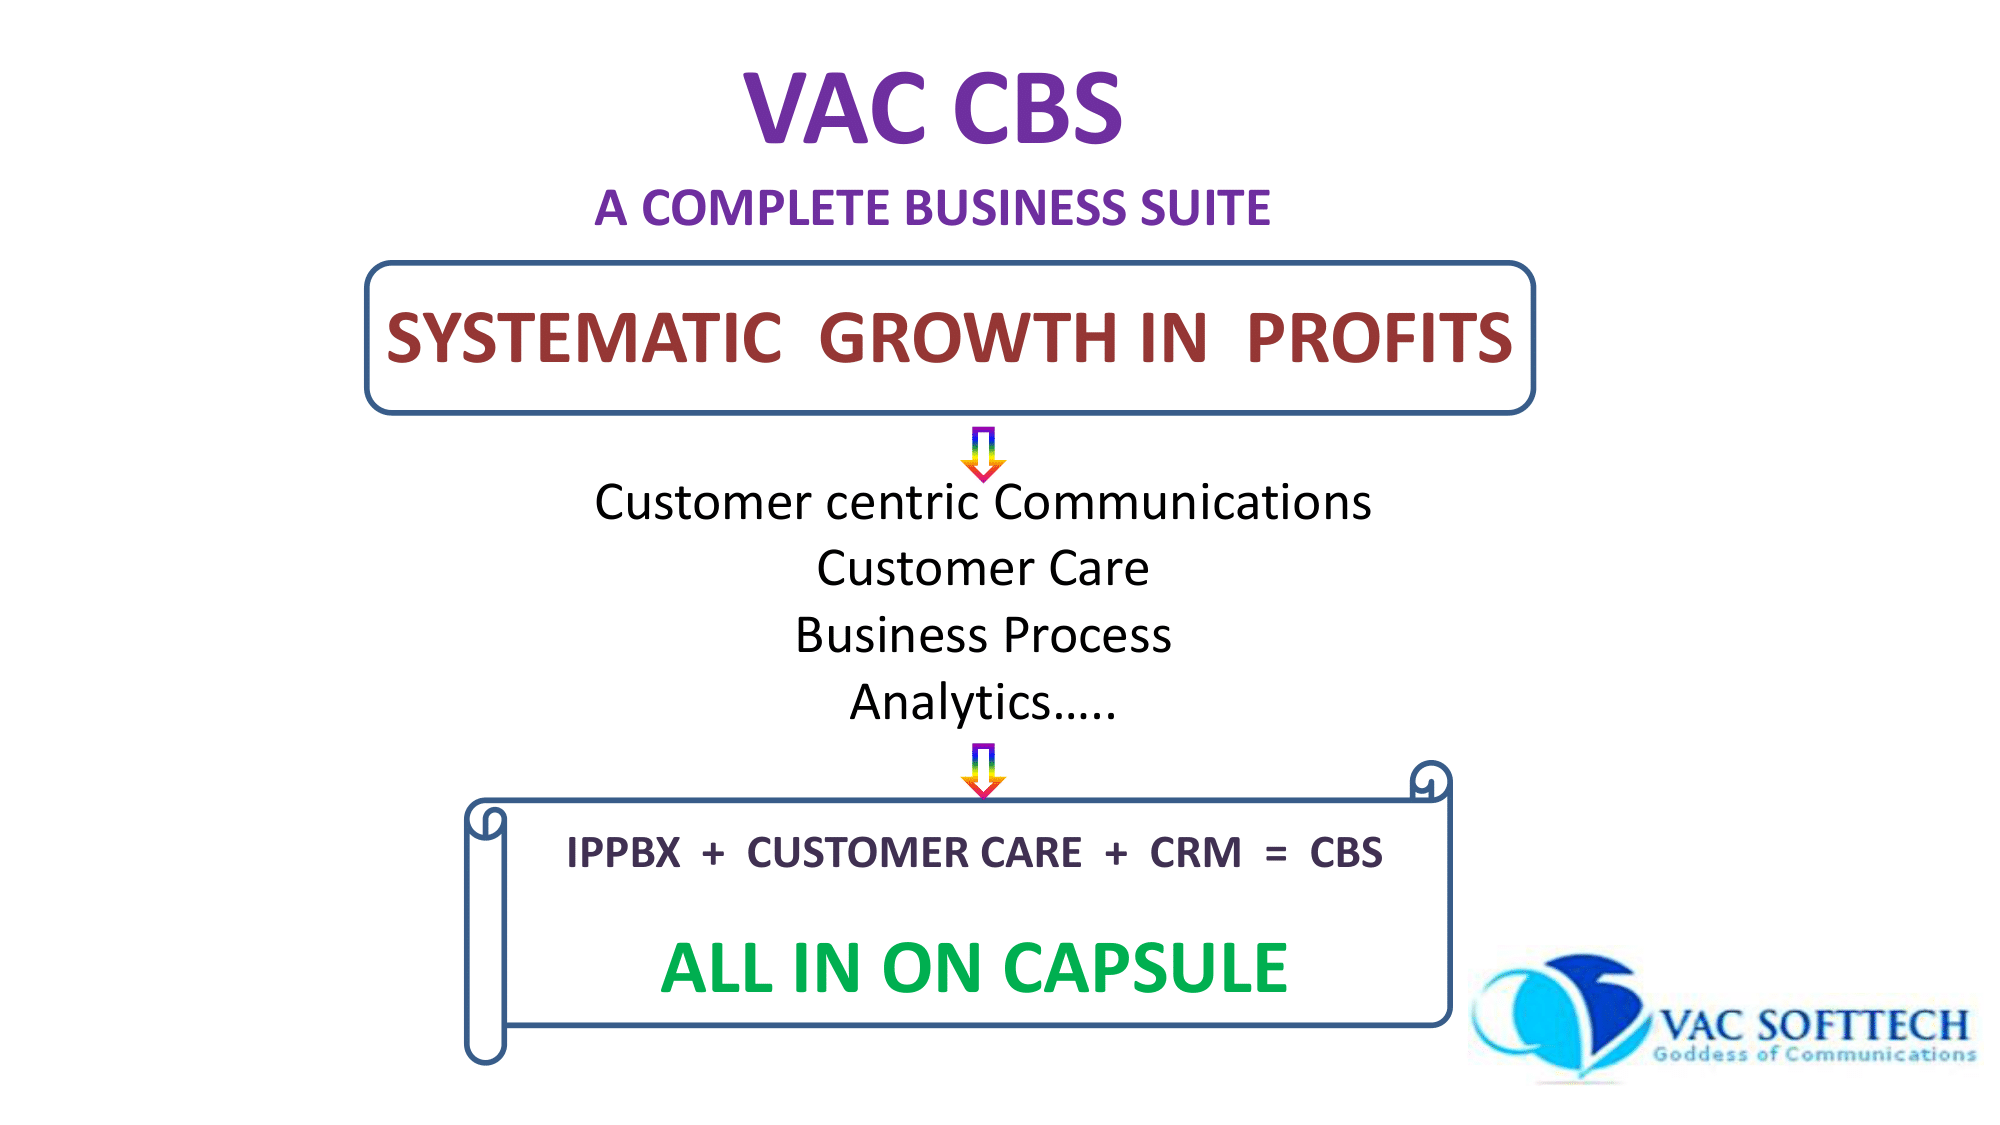 VAC CBS
A COMPLETE BUSINESS SUITE
SYSTEMATIC GROWTH IN PROFITS
Customer centric Communications
Customer Care
Business Process
Analytics.....
IPPBX + CUSTOMER CARE + CRM = CBS
ALL IN ON CAPSULE
VAC SOFTTECH
Goddess of Communications